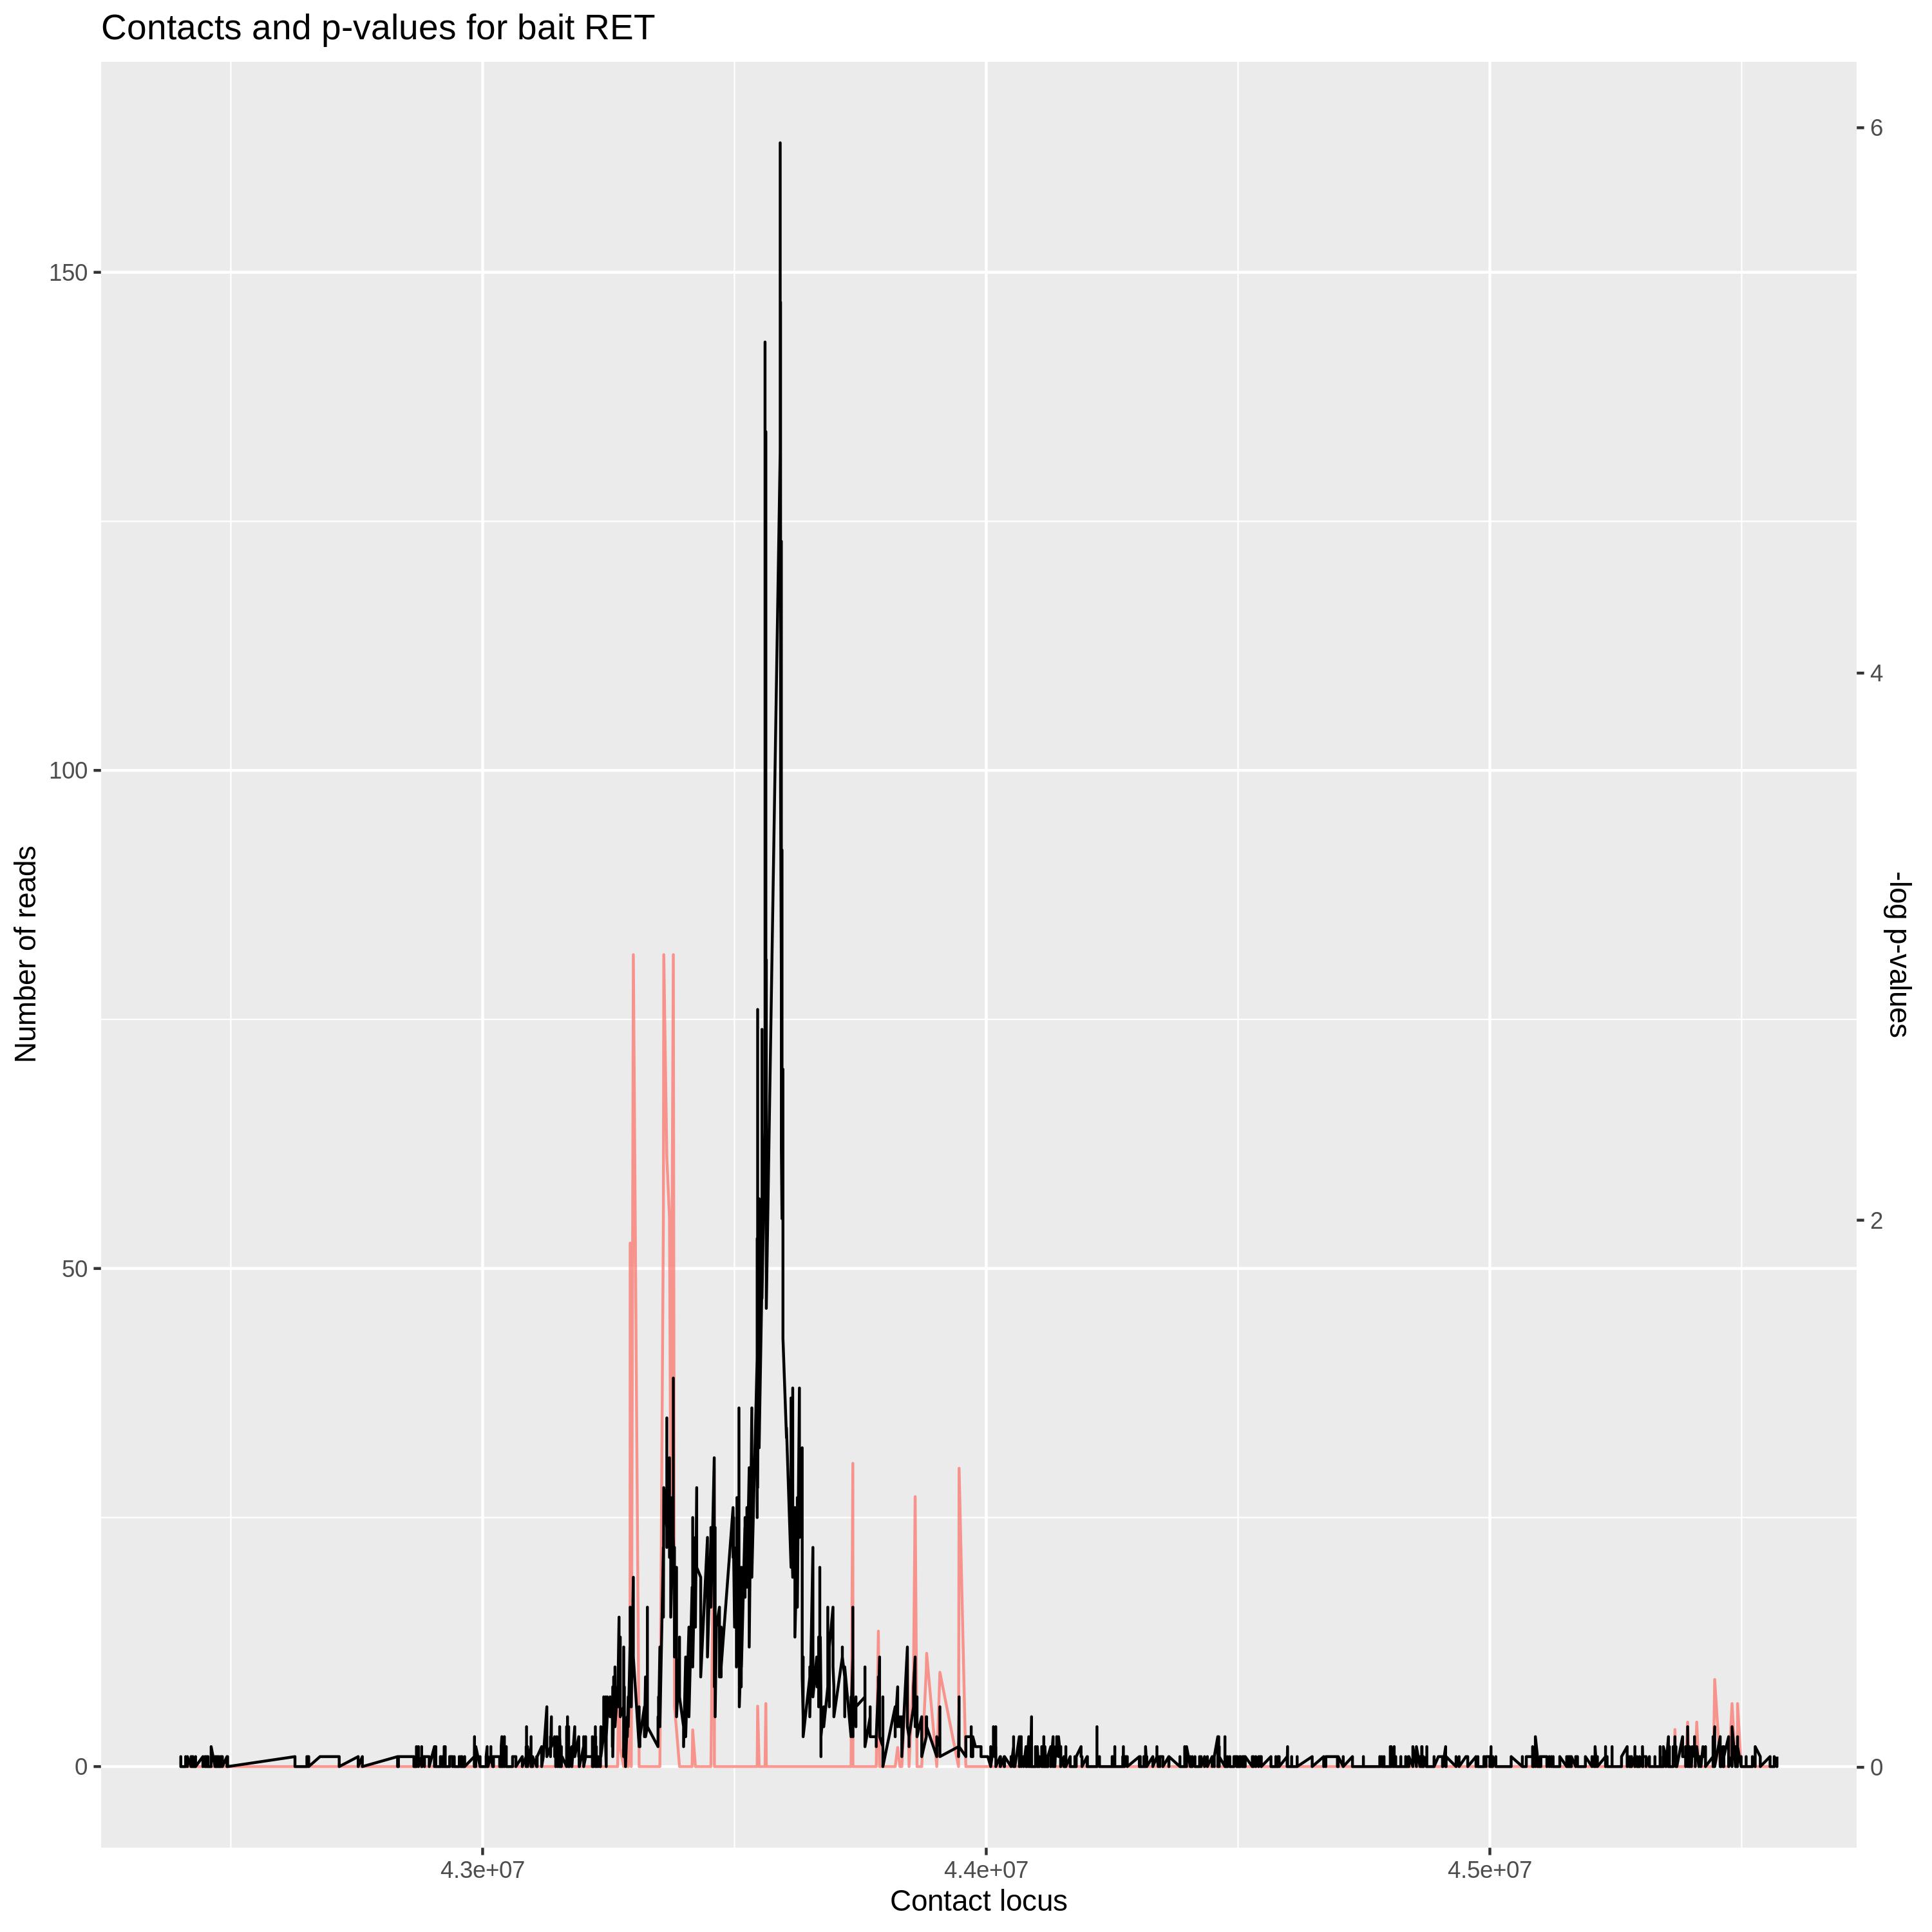 Contacts and p-values for bait RET
Number of reads
150
100
50
0
6
4
2
0
-log p-values
4.3e+07
4.4e+07
4.5e+07
Contact locus